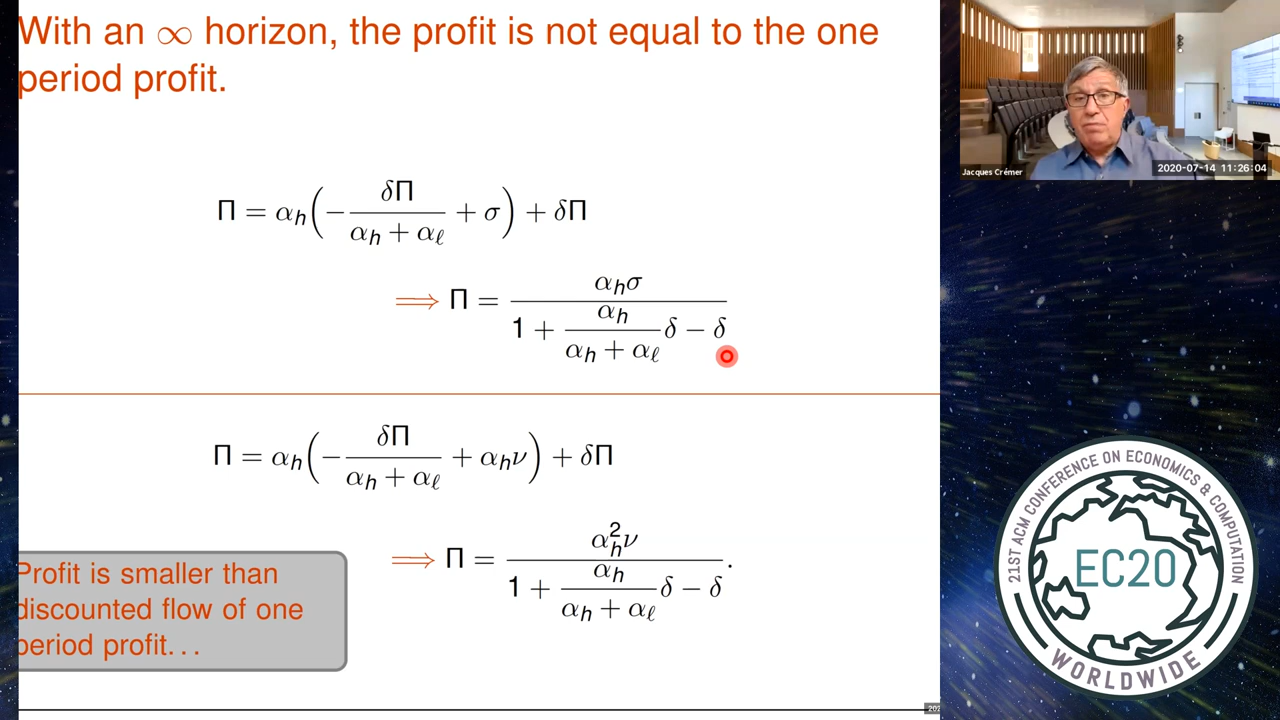 With an ∞ horizon, the profit is not equal to the one
period profit.
Π = α_h(−δΠ/(α_h + α_ℓ) + σ) + δΠ
⟹ Π = α_hσ/(1 + (α_h/(α_h + α_ℓ))δ − δ)
Π = α_h(−δΠ/(α_h + α_ℓ) + α_hν) + δΠ
⟹ Π = α_h²ν/(1 + (α_h/(α_h + α_ℓ))δ − δ).
Profit is smaller than
discounted flow of one
period profit...
2020-07-14 11:26:04
Jacques Crémer
21ST ACM CONFERENCE ON ECONOMICS & COMPUTATION
EC20
WORLDWIDE